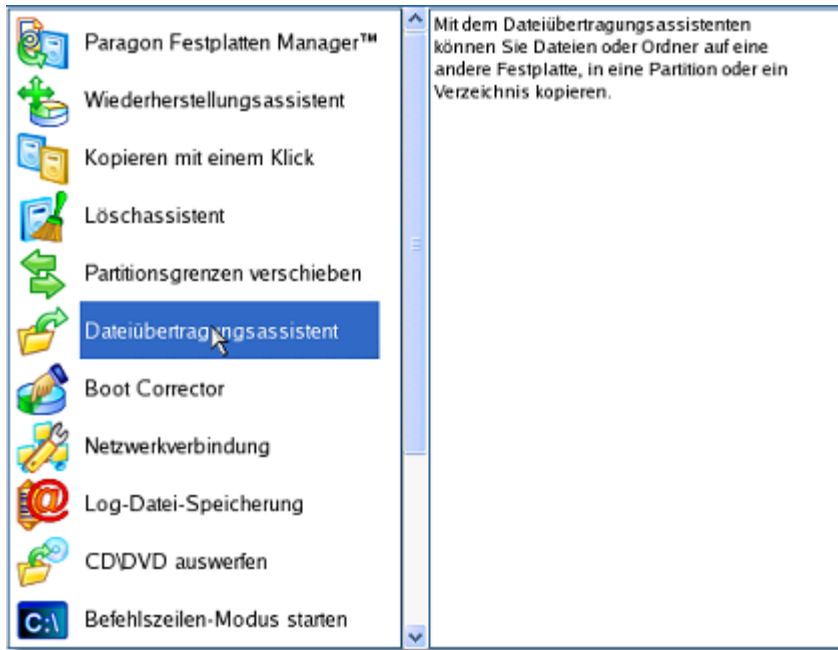 Paragon Festplatten Manager™
Wiederherstellungsassistent
Kopieren mit einem Klick
Löschassistent
Partitionsgrenzen verschieben
Dateiübertragungsassistent
Boot Corrector
Netzwerkverbindung
Log-Datei-Speicherung
CD\DVD auswerfen
C:\ Befehlszeilen-Modus starten
Mit dem Dateiübertragungsassistenten
können Sie Dateien oder Ordner auf eine
andere Festplatte, in eine Partition oder ein
Verzeichnis kopieren.